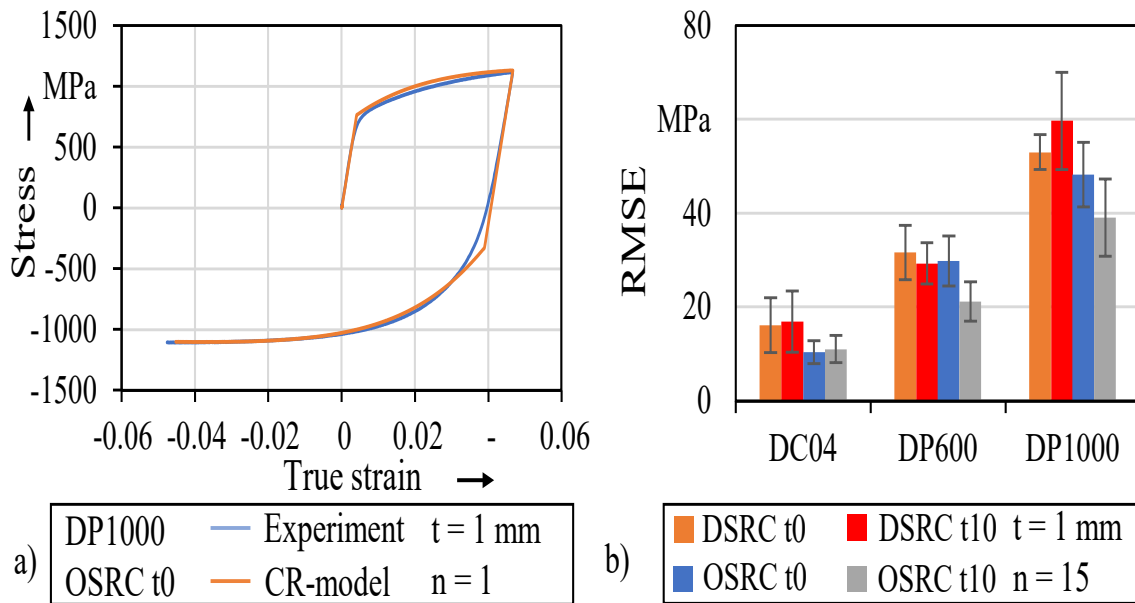 1500
MPa
500
0
-500
-1000
-1500
Stress
-0.06 -0.04 -0.02 0 0.02 - 0.06
True strain
a)
DP1000 Experiment t = 1 mm
OSRC t0 CR-model n = 1
80
MPa
40
20
0
RMSE
DC04 DP600 DP1000
b)
DSRC t0 DSRC t10 t = 1 mm
OSRC t0 OSRC t10 n = 15